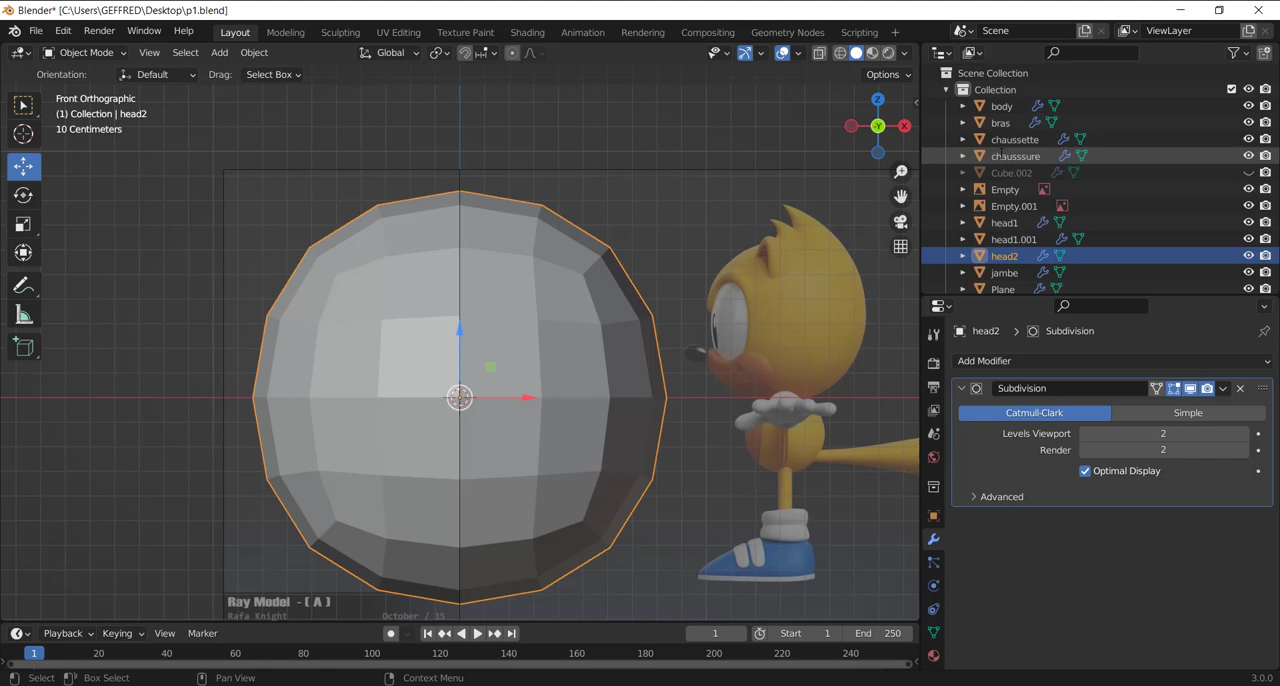 Blender* [C:\Users\GEFFRED\Desktop\p1.blend]
File Edit Render Window Help Layout Modeling Sculpting UV Editing Texture Paint Shading Animation Rendering Compositing Geometry Nodes Scripting + Scene ViewLayer
Object Mode View Select Add Object Global
Orientation: Default Drag: Select Box Options
Front Orthographic
(1) Collection | head2
10 Centimeters
Z
-Y
X
Ray Model - ( A )
Rafa Knight October / 15
Scene Collection
Collection
body
bras
chaussette
chausssure
Cube.002
Empty
Empty.001
head1
head1.001
head2
jambe
Plane
head2 > Subdivision
Add Modifier
Subdivision
Catmull-Clark Simple
Levels Viewport 2
Render 2
Optimal Display
Advanced
Playback Keying View Marker 1 Start 1 End 250
1 20 40 60 80 100 120 140 160 180 200 220 240
Select Box Select Pan View Context Menu 3.0.0